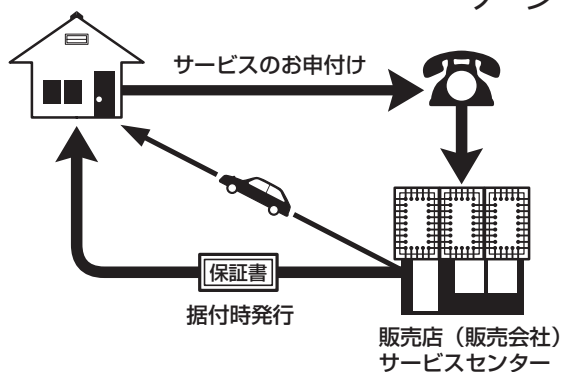 サービスのお申付け
保証書
据付時発行
販売店（販売会社）
サービスセンター